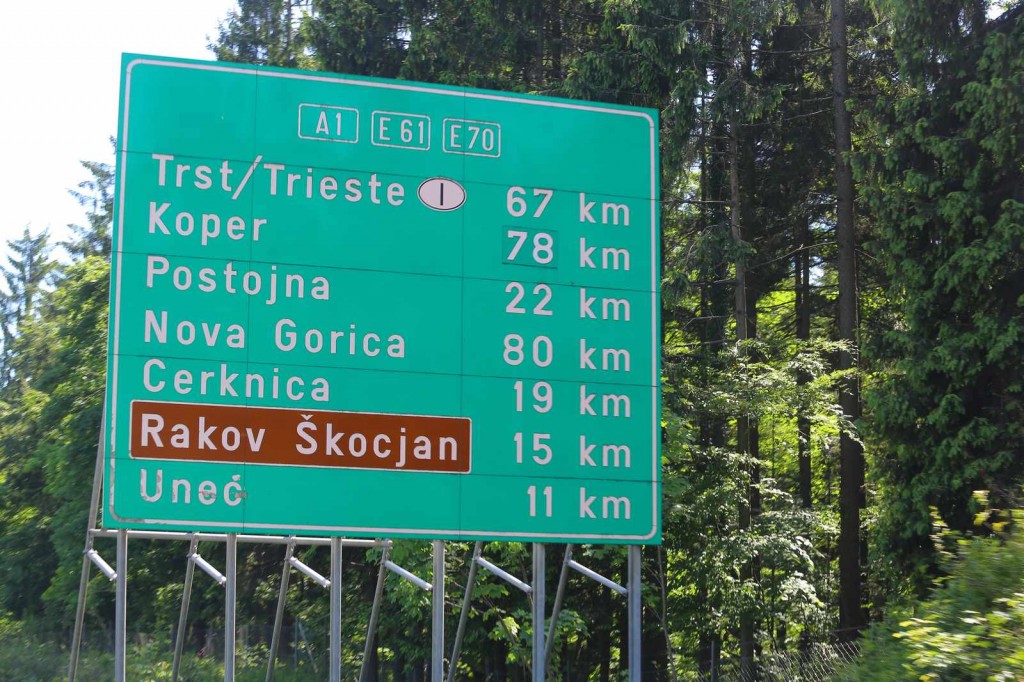 A1 E 61 E70
Trst/Trieste I 67 km
Koper 78 km
Postojna 22 km
Nova Gorica 80 km
Cerknica 19 km
Rakov Škocjan 15 km
Unec 11 km